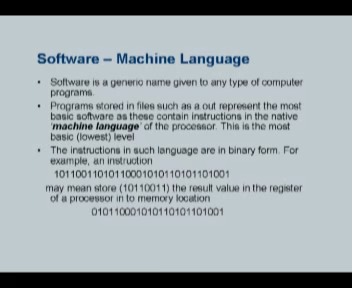 Software – Machine Language
• Software is a generic name given to any type of computer
programs.
• Programs stored in files such as a out represent the most
basic software as these contain instructions in the native
'machine language' of the processor. This is the most
basic (lowest) level
• The instructions in such language are in binary form. For
example, an instruction
10110011010110001010110101101001
may mean store (10110011) the result value in the register
of a processor in to memory location
010110001010110101101001